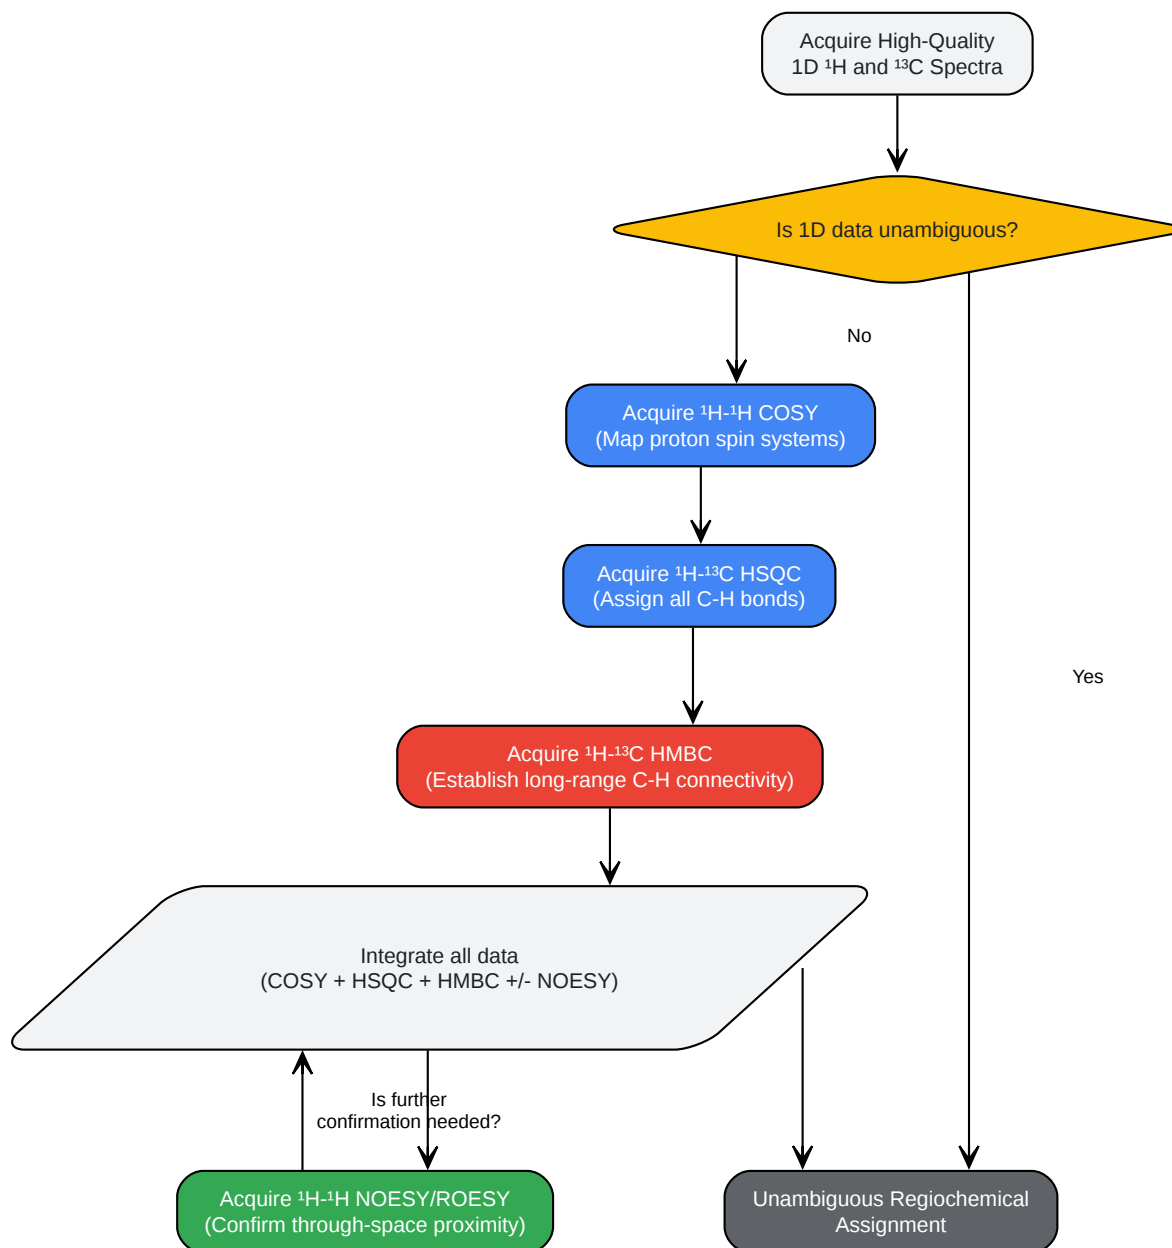 Acquire High-Quality
1D ¹H and ¹³C Spectra
Is 1D data unambiguous?
No
Acquire ¹H-¹H COSY
(Map proton spin systems)
Acquire ¹H-¹³C HSQC
(Assign all C-H bonds)
Yes
Acquire ¹H-¹³C HMBC
(Establish long-range C-H connectivity)
Integrate all data
(COSY + HSQC + HMBC +/- NOESY)
Is further
confirmation needed?
Acquire ¹H-¹H NOESY/ROESY
(Confirm through-space proximity)
Unambiguous Regiochemical
Assignment